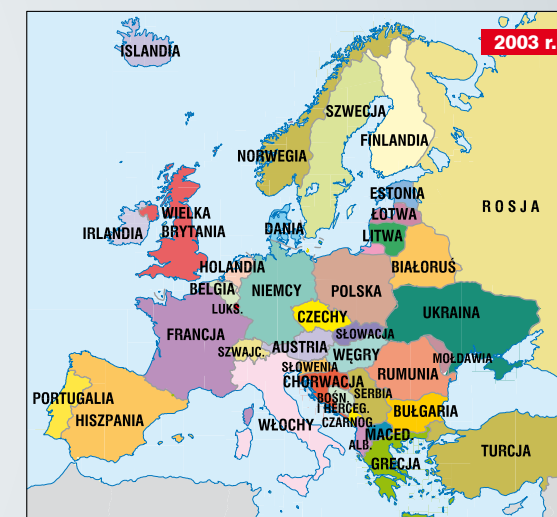 2003 r.
ISLANDIA
SZWECJA
FINLANDIA
NORWEGIA
ESTONIA
ROSJA
ŁOTWA
WIELKA
BRYTANIA
IRLANDIA
DANIA
LITWA
HOLANDIA
BIAŁORUŚ
BELGIA
NIEMCY
POLSKA
LUKS.
CZECHY
UKRAINA
FRANCJA
SŁOWACJA
AUSTRIA
SZWAJC.
WĘGRY
MOŁDAWIA
SŁOWENIA
RUMUNIA
CHORWACJA
SERBIA
PORTUGALIA
BOŚN.
I HERCEG.
BUŁGARIA
HISZPANIA
WŁOCHY
CZARNOG.
MACED.
ALB.
TURCJA
GRECJA